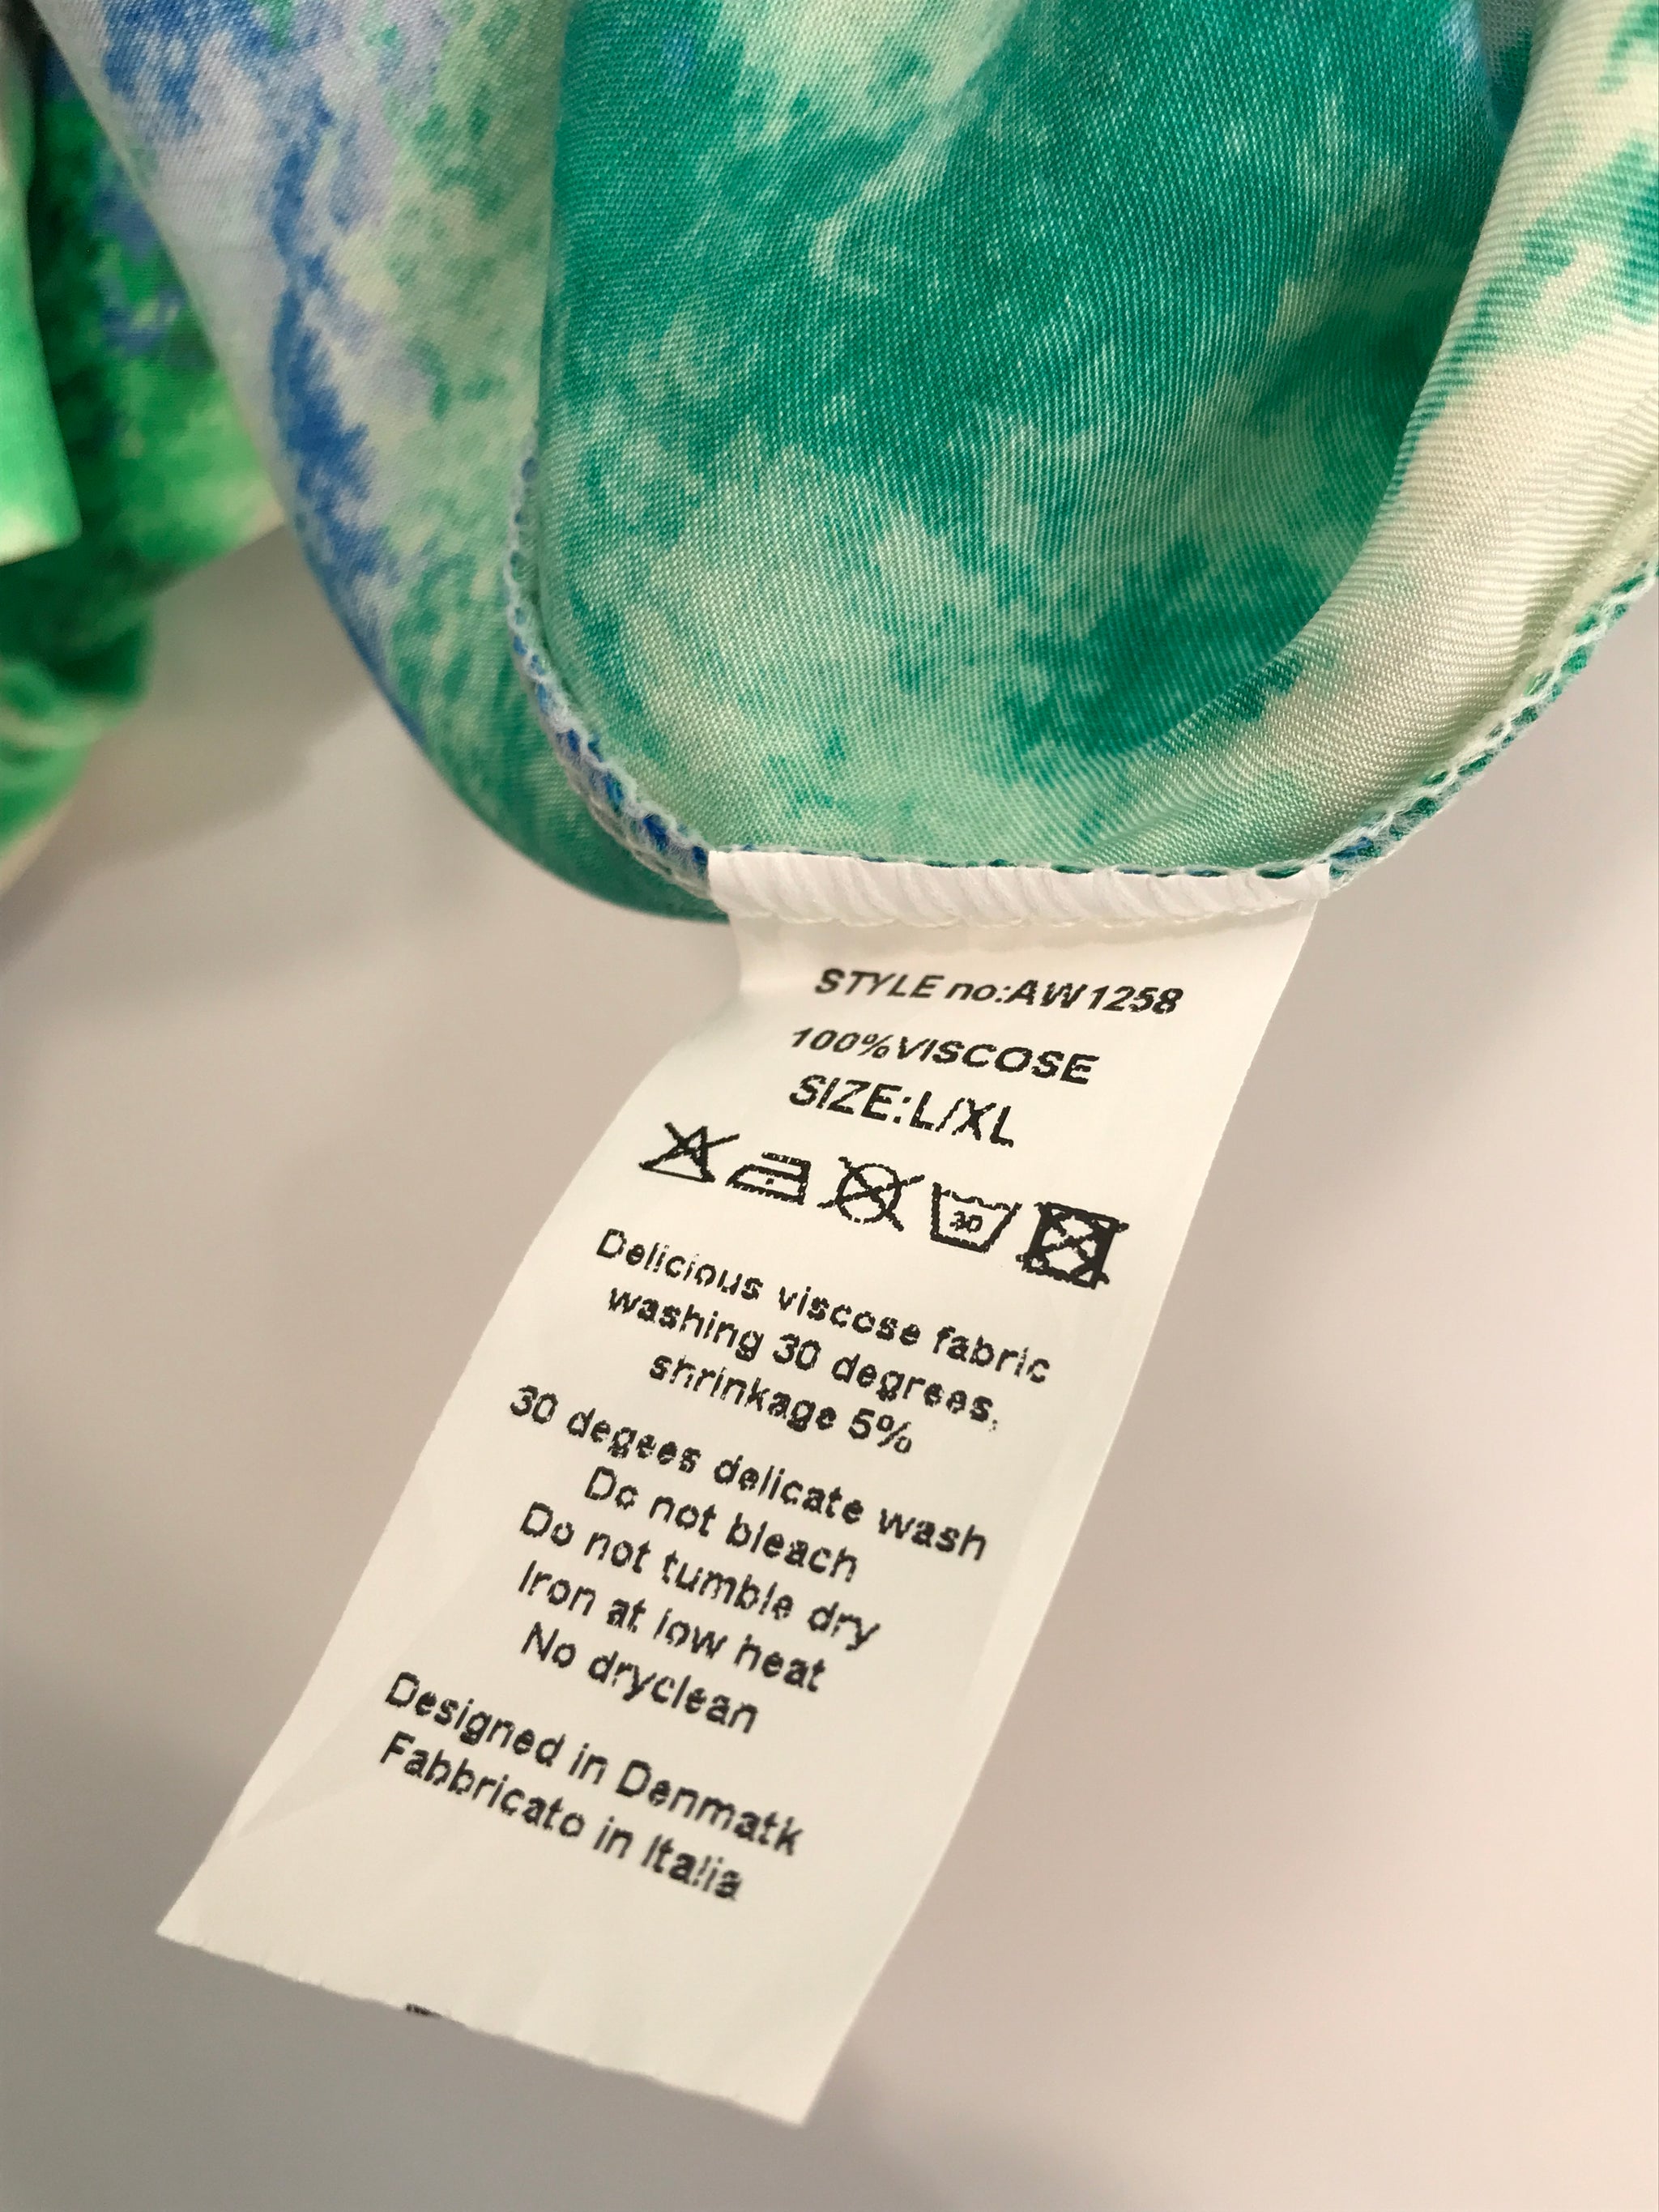 STYLE no:AW1258
100%VISCOSE
SIZE:L/XL
30
Delicious viscose fabric
washing 30 degrees,
shrinkage 5%
30 degees delicate wash
Do not bleach
Do not tumble dry
Iron at low heat
No dryclean
Designed in Denmatk
Fabbricato in Italia